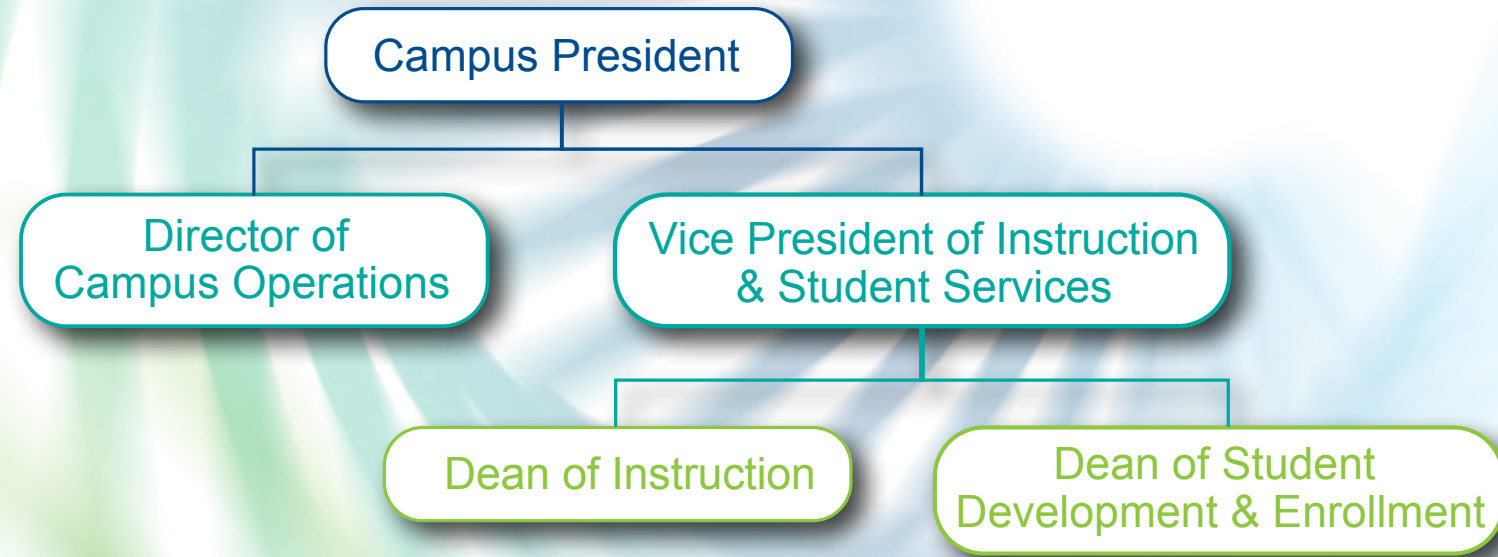 Campus President
Director of
Campus Operations
Vice President of Instruction
& Student Services
Dean of Instruction
Dean of Student
Development & Enrollment